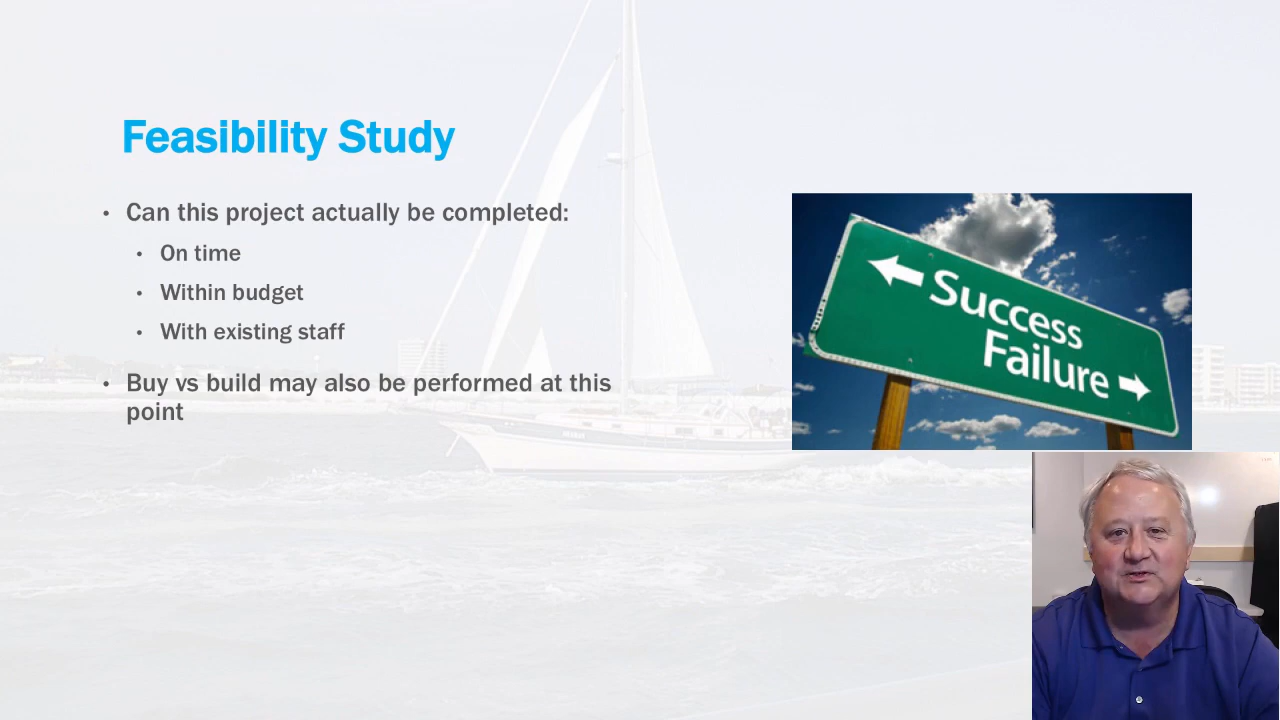 Feasibility Study
• Can this project actually be completed:
• On time
• Within budget
• With existing staff
• Buy vs build may also be performed at this
point
Success
Failure